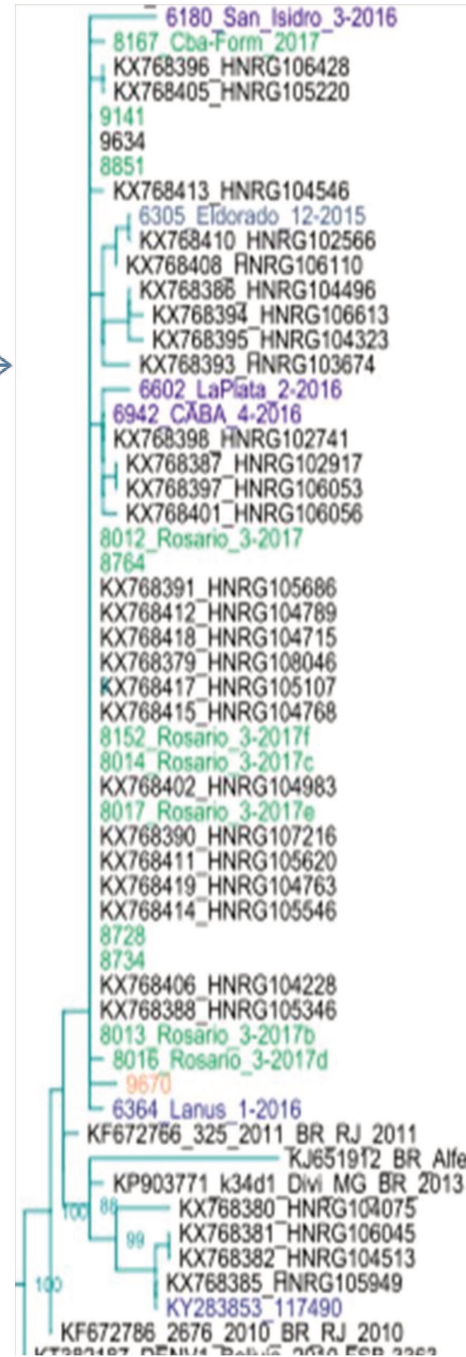 6180_San_Isidro_3-2016
8167_Cba-Form_2017
KX768396_HNRG106428
KX768405_HNRG105220
9141
9634
8851
KX768413_HNRG104546
6305_Eldorado_12-2015
KX768410_HNRG102566
KX768408_HNRG106110
KX768386_HNRG104496
KX768394_HNRG106613
KX768395_HNRG104323
KX768393_HNRG103674
6602_LaPlata_2-2016
6942_CABA_4-2016
KX768398_HNRG102741
KX768387_HNRG102917
KX768397_HNRG106053
KX768401_HNRG106056
8012_Rosario_3-2017
8764
KX768391_HNRG105686
KX768412_HNRG104789
KX768418_HNRG104715
KX768379_HNRG108046
KX768417_HNRG105107
KX768415_HNRG104768
8152_Rosario_3-2017f
8014_Rosario_3-2017c
KX768402_HNRG104983
8017_Rosario_3-2017e
KX768390_HNRG107216
KX768411_HNRG105620
KX768419_HNRG104763
KX768414_HNRG105546
8728
8734
KX768406_HNRG104228
KX768388_HNRG105346
8013_Rosario_3-2017b
8016_Rosario_3-2017d
9670
6364_Lanus_1-2016
KF672766_325_2011_BR_RJ_2011
KJ651912_BR_Alfe
KP903771_k34d1_Divi_MG_BR_2013
100 88 KX768380_HNRG104075
KX768381_HNRG106045
99
KX768382_HNRG104513
KX768385_HNRG105949
100
KY283853_117490
KF672786_2676_2010_BR_RJ_2010